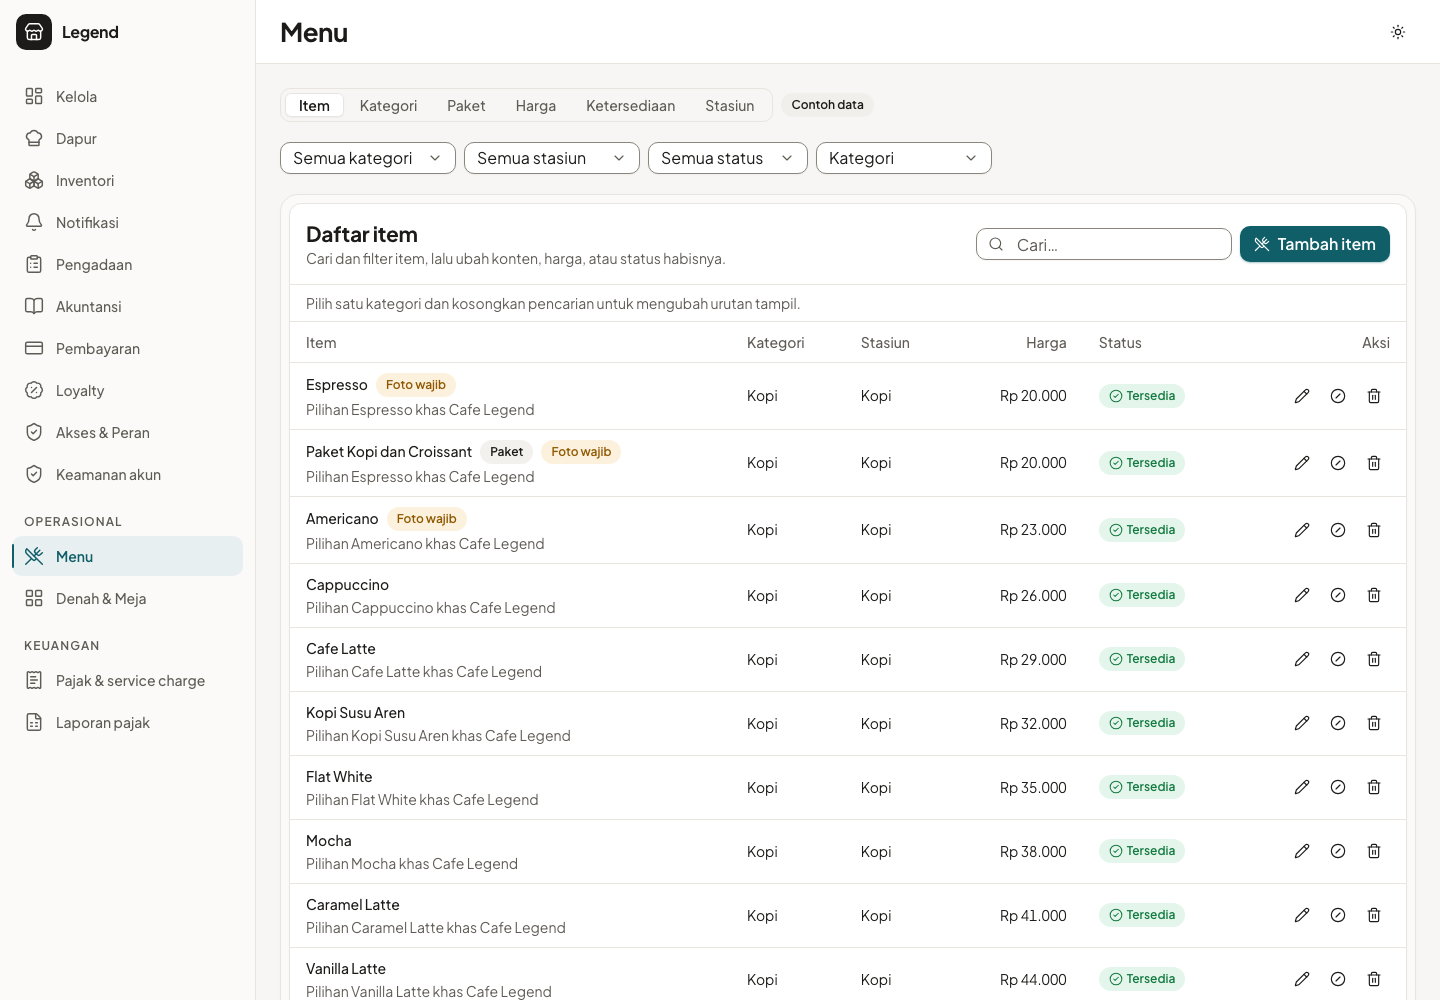 Legend
Menu
Kelola
Dapur
Inventori
Notifikasi
Pengadaan
Akuntansi
Pembayaran
Loyalty
Akses & Peran
Keamanan akun
OPERASIONAL
Menu
Denah & Meja
KEUANGAN
Pajak & service charge
Laporan pajak
Item Kategori Paket Harga Ketersediaan Stasiun Contoh data
Semua kategori Semua stasiun Semua status Kategori
Daftar item
Cari dan filter item, lalu ubah konten, harga, atau status habisnya.
Cari... Tambah item
Pilih satu kategori dan kosongkan pencarian untuk mengubah urutan tampil.
Item Kategori Stasiun Harga Status Aksi
Espresso Foto wajib
Pilihan Espresso khas Cafe Legend
Kopi Kopi Rp 20.000 Tersedia
Paket Kopi dan Croissant Paket Foto wajib
Pilihan Espresso khas Cafe Legend
Kopi Kopi Rp 20.000 Tersedia
Americano Foto wajib
Pilihan Americano khas Cafe Legend
Kopi Kopi Rp 23.000 Tersedia
Cappuccino
Pilihan Cappuccino khas Cafe Legend
Kopi Kopi Rp 26.000 Tersedia
Cafe Latte
Pilihan Cafe Latte khas Cafe Legend
Kopi Kopi Rp 29.000 Tersedia
Kopi Susu Aren
Pilihan Kopi Susu Aren khas Cafe Legend
Kopi Kopi Rp 32.000 Tersedia
Flat White
Pilihan Flat White khas Cafe Legend
Kopi Kopi Rp 35.000 Tersedia
Mocha
Pilihan Mocha khas Cafe Legend
Kopi Kopi Rp 38.000 Tersedia
Caramel Latte
Pilihan Caramel Latte khas Cafe Legend
Kopi Kopi Rp 41.000 Tersedia
Vanilla Latte
Pilihan Vanilla Latte khas Cafe Legend
Kopi Kopi Rp 44.000 Tersedia